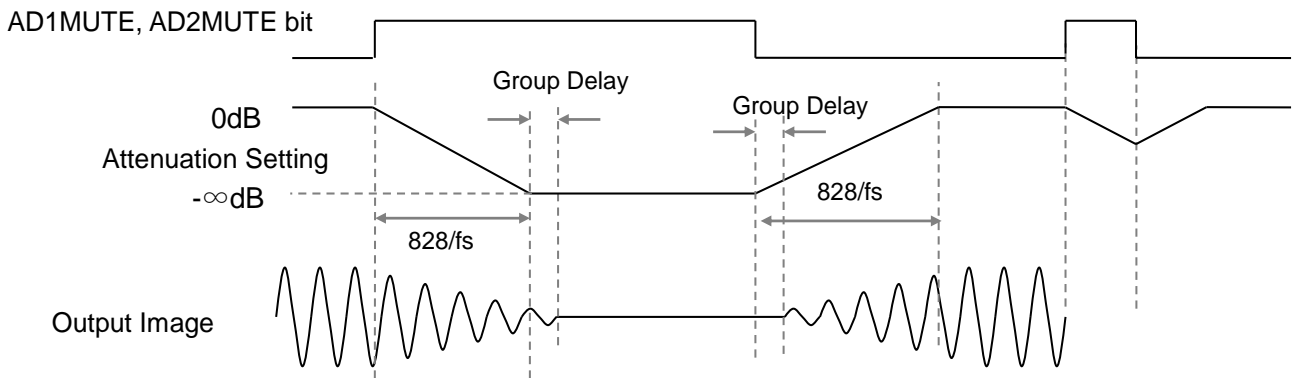 AD1MUTE, AD2MUTE bit
Group Delay
Group Delay
0dB
Attenuation Setting
-∞dB
828/fs
828/fs
Output Image